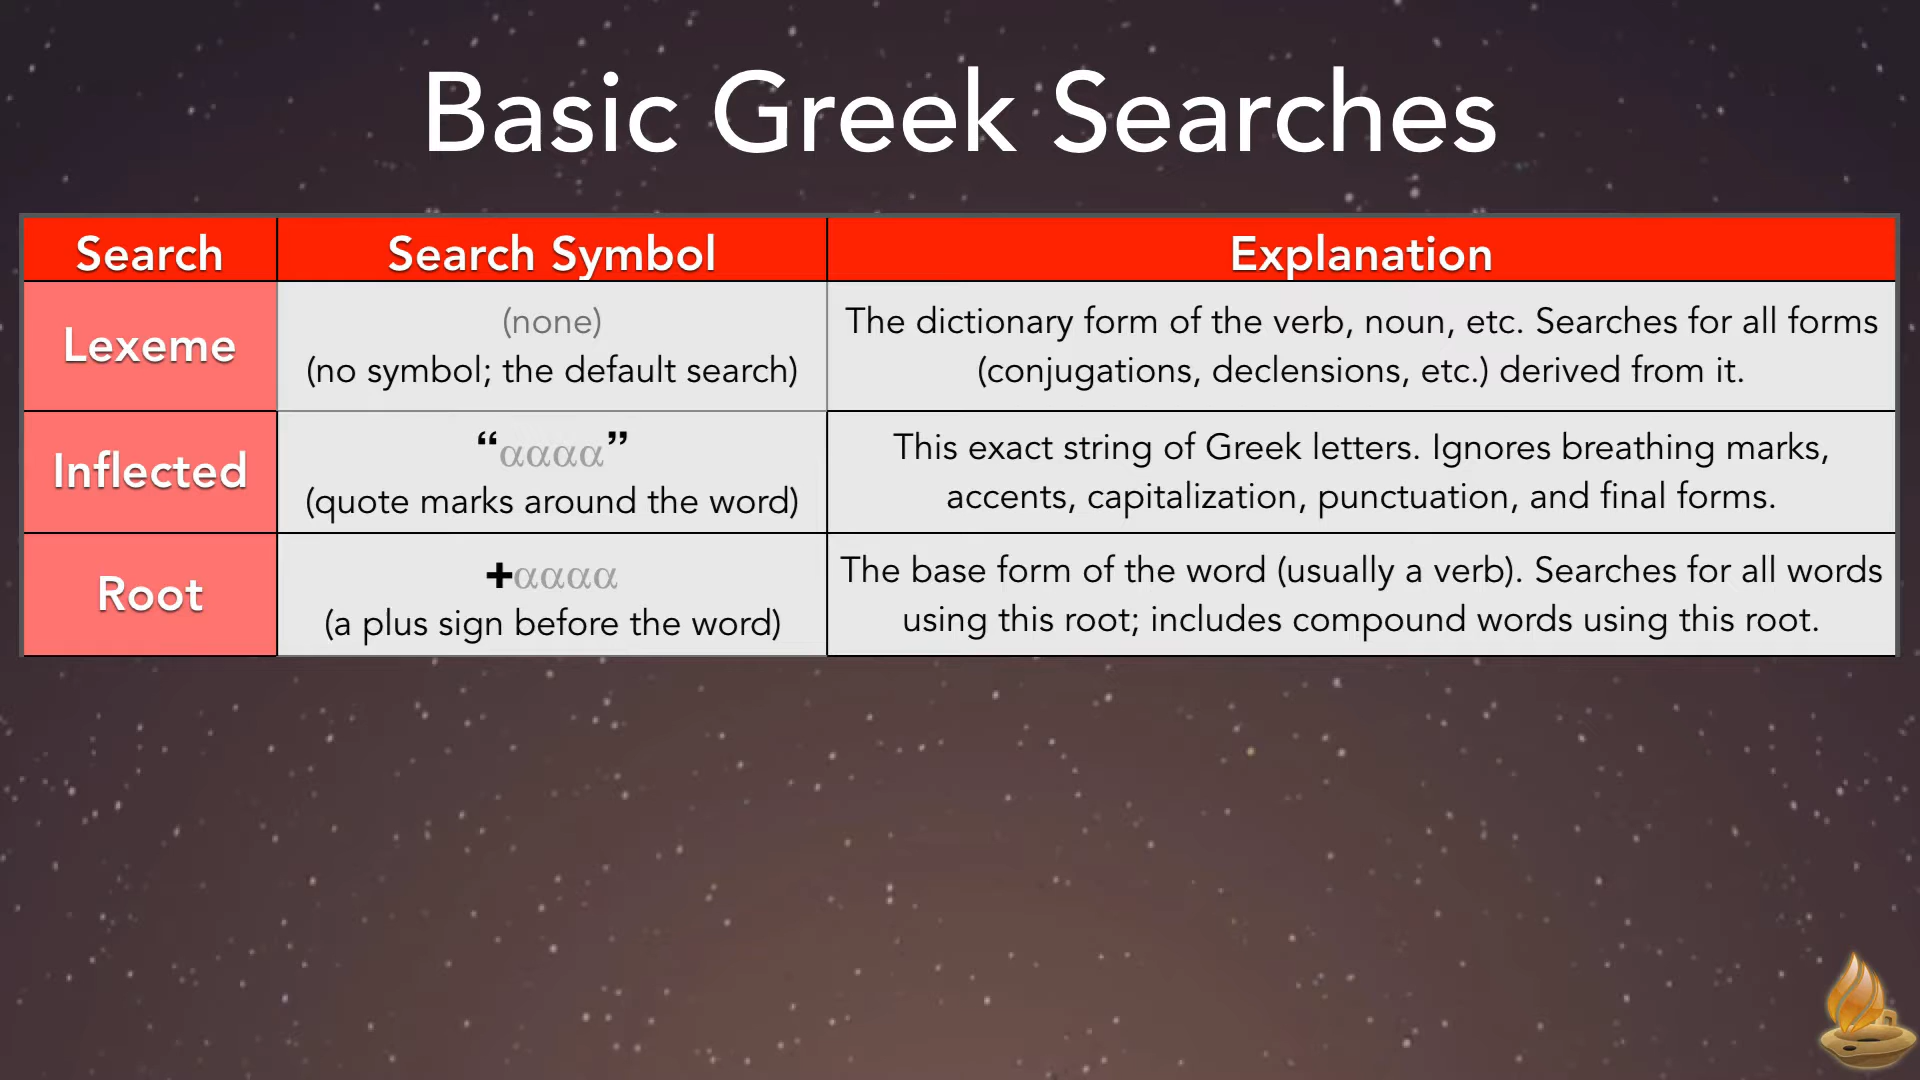 Basic Greek Searches
Search Search Symbol Explanation
Lexeme
(none)
(no symbol; the default search)
The dictionary form of the verb, noun, etc. Searches for all forms
(conjugations, declensions, etc.) derived from it.
Inflected
“αααα”
(quote marks around the word)
This exact string of Greek letters. Ignores breathing marks,
accents, capitalization, punctuation, and final forms.
Root
+αααα
(a plus sign before the word)
The base form of the word (usually a verb). Searches for all words
using this root; includes compound words using this root.